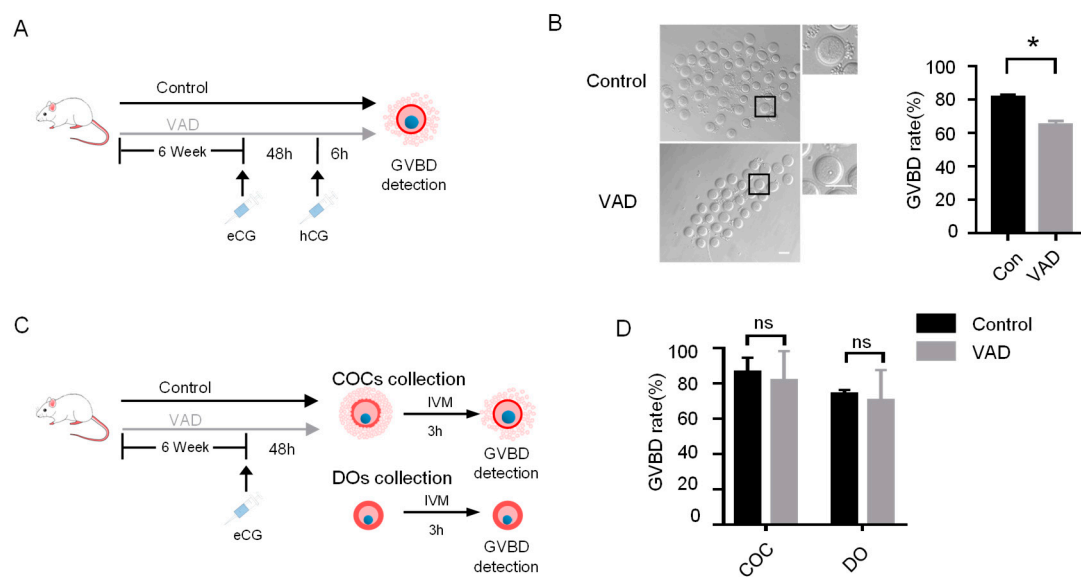 A
Control
VAD
6 Week
48h
6h
eCG
hCG
GVBD
detection
B
Control
VAD
GVBD rate(%)
100
80
60
40
20
0
Con
VAD
*
C
Control
VAD
6 Week
48h
eCG
COCs collection
IVM
3h
GVBD
detection
DOs collection
IVM
3h
GVBD
detection
D
GVBD rate(%)
100
80
60
40
20
0
ns
ns
COC
DO
Control
VAD